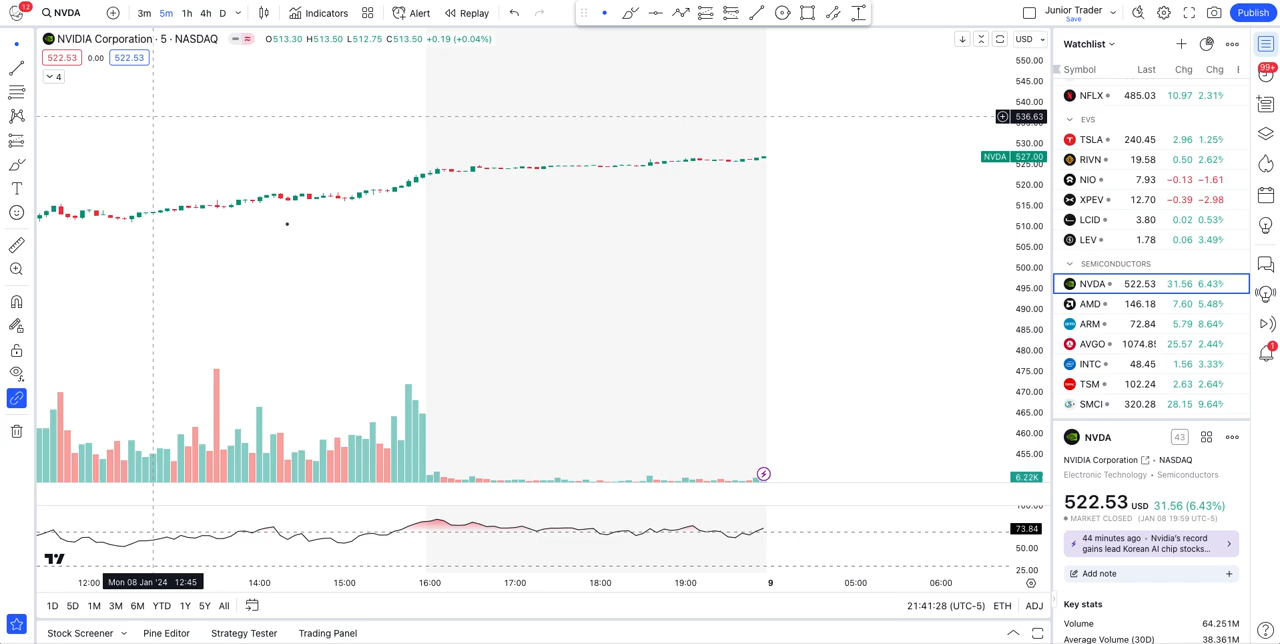 12 NVDA 3m 5m 1h 4h D Indicators Alert Replay Junior Trader Save Publish
NVIDIA Corporation · 5 · NASDAQ O513.30 H513.50 L512.75 C513.50 +0.19 (+0.04%) USD
522.53 0.00 522.53
4
550.00
545.00
540.00
536.63
530.00
NVDA 527.00
525.00
520.00
515.00
510.00
505.00
500.00
495.00
490.00
485.00
480.00
475.00
470.00
465.00
460.00
455.00
6.22K
100.00
73.84
50.00
25.00
12:00 Mon 08 Jan '24 12:45 14:00 15:00 16:00 17:00 18:00 19:00 9 05:00 06:00
1D 5D 1M 3M 6M YTD 1Y 5Y All 21:41:28 (UTC-5) ETH ADJ
Stock Screener Pine Editor Strategy Tester Trading Panel
Watchlist
Symbol Last Chg Chg
NFLX 485.03 10.97 2.31%
EVS
TSLA 240.45 2.96 1.25%
RIVN 19.58 0.50 2.62%
NIO 7.93 −0.13 −1.61
XPEV 12.70 −0.39 −2.98
LCID 3.80 0.02 0.53%
LEV 1.78 0.06 3.49%
SEMICONDUCTORS
NVDA 522.53 31.56 6.43%
AMD 146.18 7.60 5.48%
ARM 72.84 5.79 8.64%
AVGO 1074.85 25.57 2.44%
INTC 48.45 1.56 3.33%
TSM 102.24 2.63 2.64%
SMCI 320.28 28.15 9.64%
NVDA 43
NVIDIA Corporation · NASDAQ
Electronic Technology · Semiconductors
522.53 USD 31.56 (6.43%)
MARKET CLOSED (JAN 08 19:59 UTC-5)
44 minutes ago · Nvidia's record
gains lead Korean AI chip stocks...
Add note
Key stats
Volume 64.251M
Average Volume (30D) 38.361M
99+
1